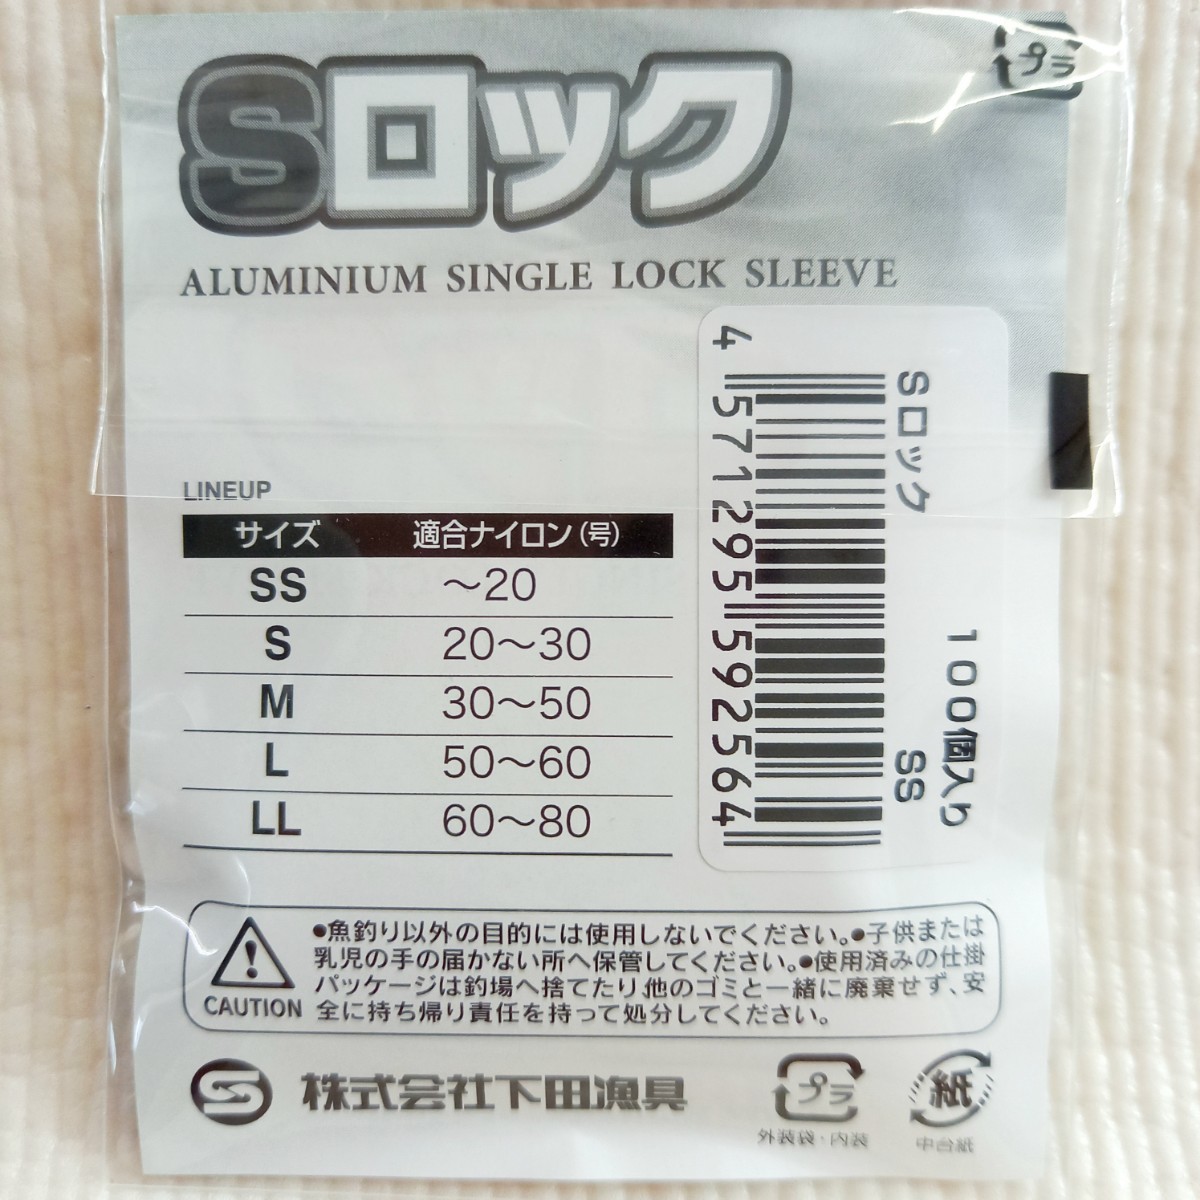 プラ
Sロック
ALUMINIUM SINGLE LOCK SLEEVE
LINEUP
サイズ 適合ナイロン(号)
SS ～20
S 20～30
M 30～50
L 50～60
LL 60～80
Sロック
100個入り
SS
4 571295 592564
CAUTION
●魚釣り以外の目的には使用しないでください。●子供または
乳児の手の届かない所へ保管してください。●使用済みの仕掛
パッケージは釣場へ捨てたり、他のゴミと一緒に廃棄せず、安
全に持ち帰り責任を持って処分してください。
S 株式会社下田漁具
プラ
外装袋・内装
紙
中台紙